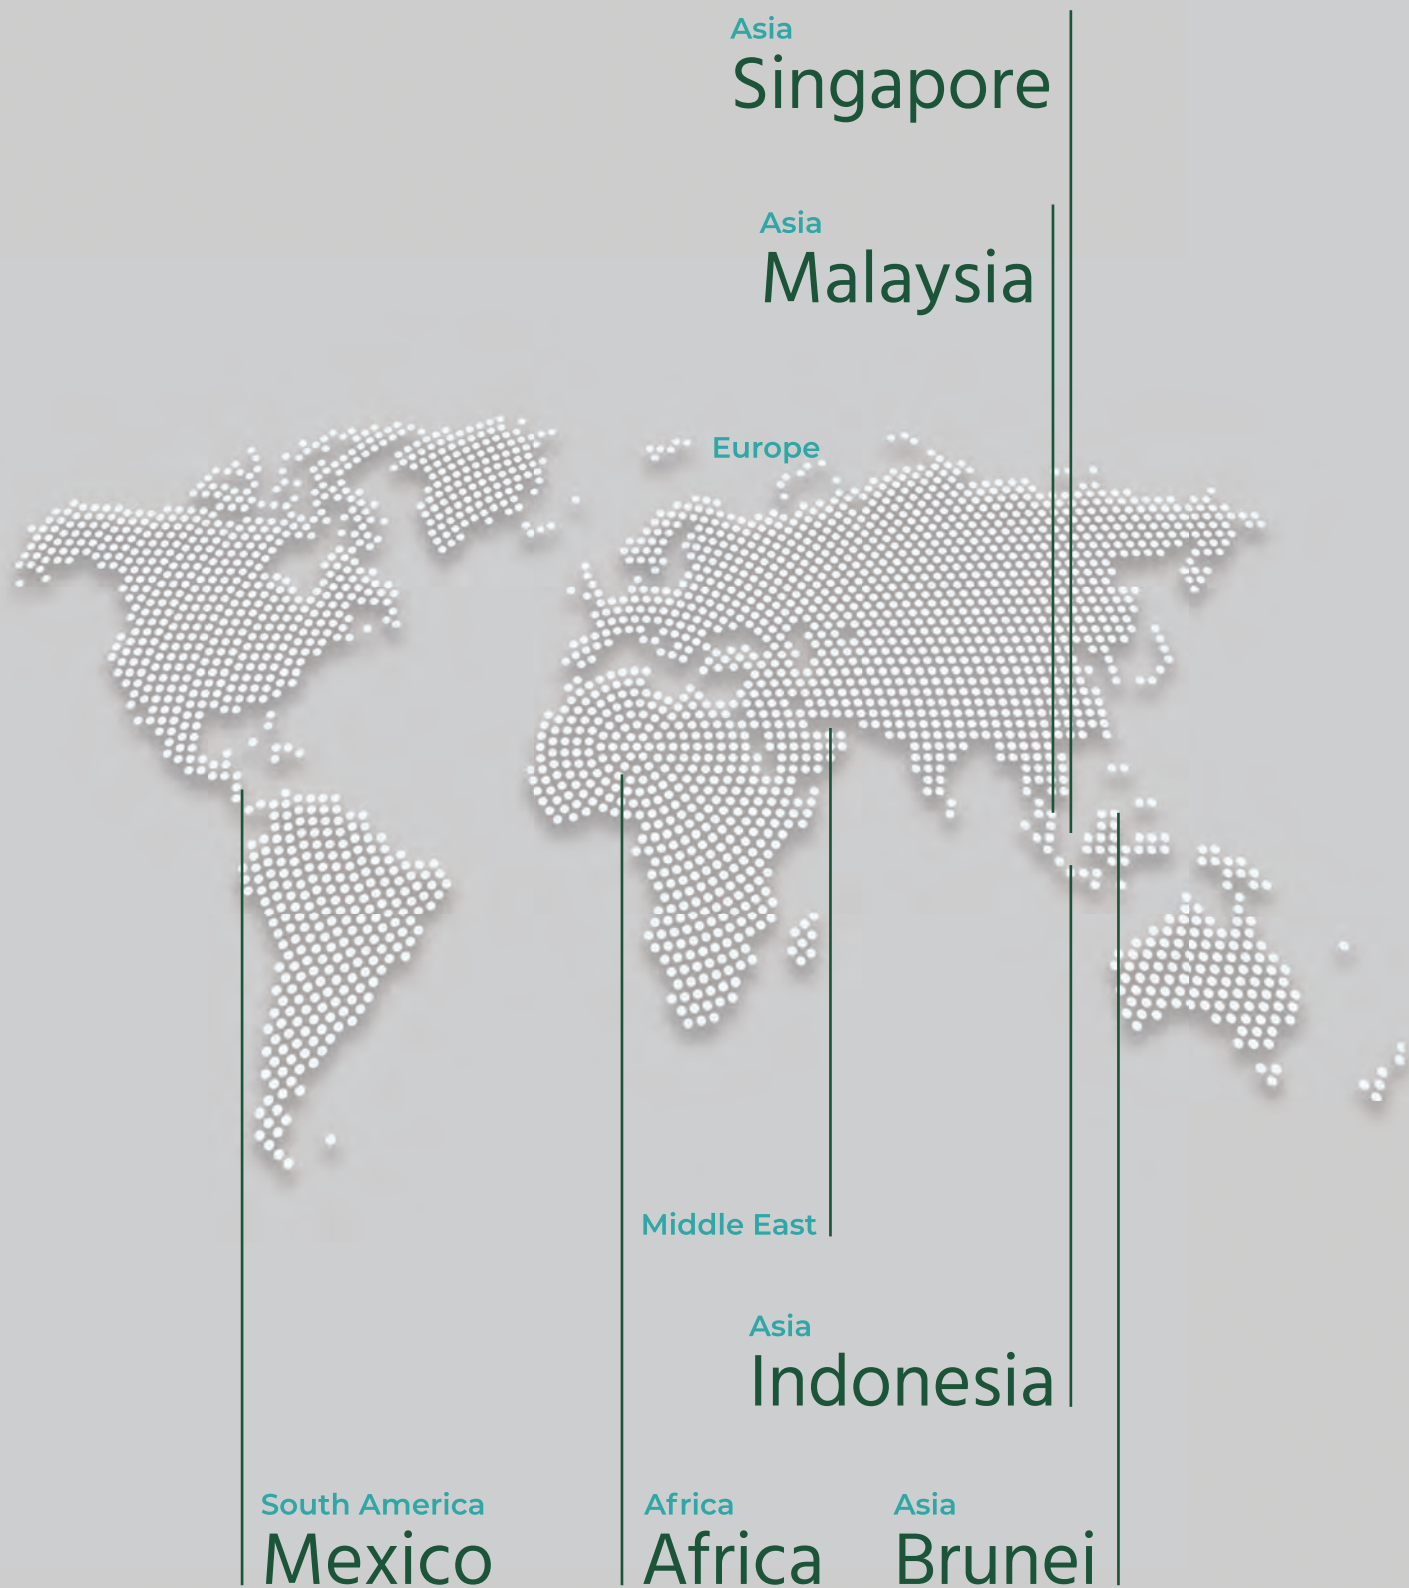 Asia
Singapore
Asia
Malaysia
Europe
Middle East
Asia
Indonesia
South America
Mexico
Africa
Africa
Asia
Brunei